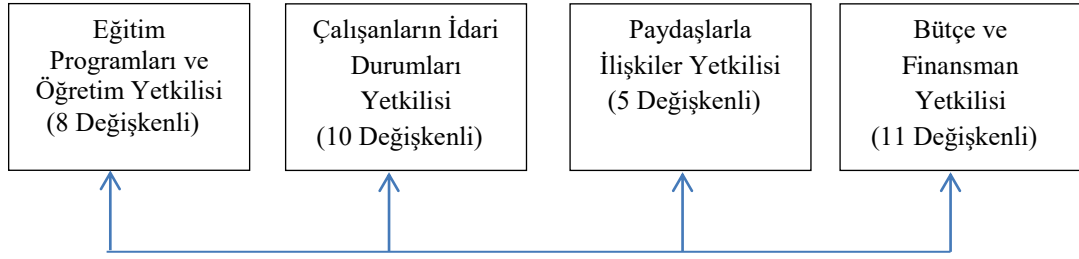 Eğitim
Programları ve
Öğretim Yetkilisi
(8 Değişkenli)
Çalışanların İdari
Durumları
Yetkilisi
(10 Değişkenli)
Paydaşlarla
İlişkiler Yetkilisi
(5 Değişkenli)
Bütçe ve
Finansman
Yetkilisi
(11 Değişkenli)